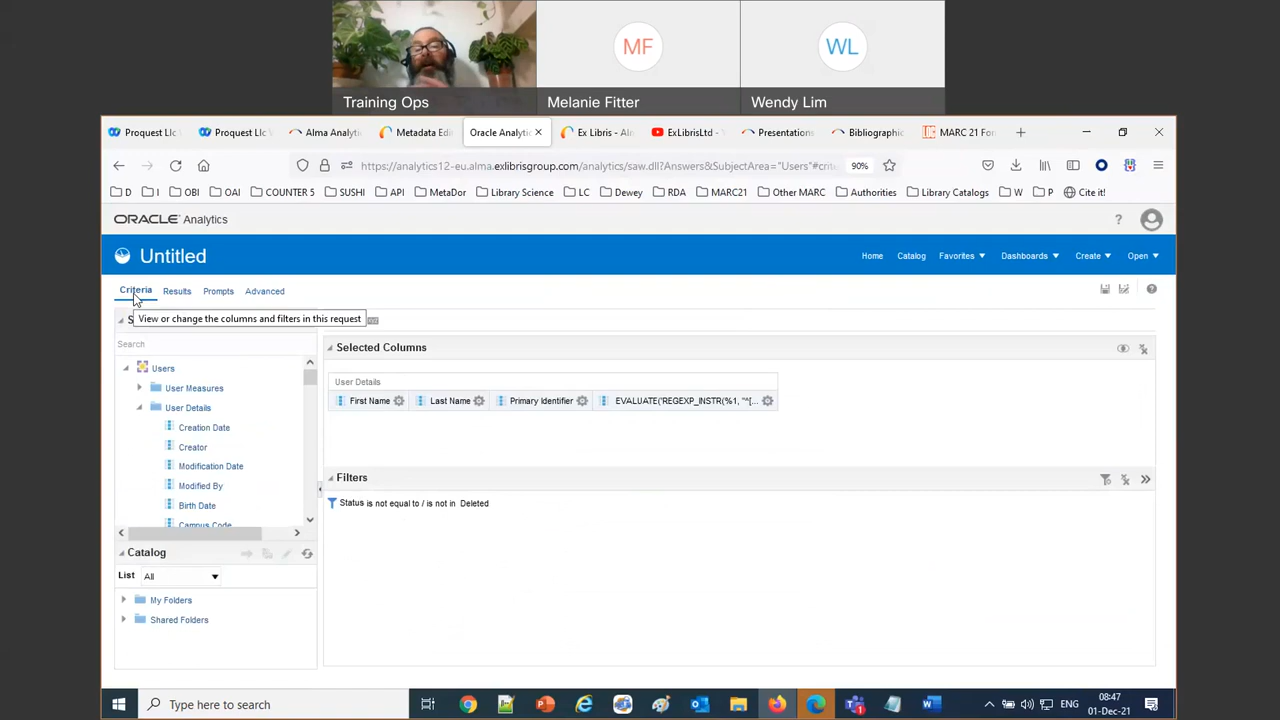 MF
WL
Training Ops
Melanie Fitter
Wendy Lim
Proquest Llc
Proquest Llc
Alma Analyti
Metadata Edi
Oracle Analytic
Ex Libris - Aln
ExLibrisLtd -
Presentations
Bibliographic
MARC 21 For
https://analytics12-eu.alma.exlibrisgroup.com/analytics/saw.dll?Answers&SubjectArea="Users"#crite
90%
D
I
OBI
OAI
COUNTER 5
SUSHI
API
MetaDor
Library Science
LC
Dewey
RDA
MARC21
Other MARC
Authorities
Library Catalogs
W
P
Cite it!
ORACLE Analytics
?
Untitled
Home
Catalog
Favorites
Dashboards
Create
Open
Criteria
Results
Prompts
Advanced
S
View or change the columns and filters in this request
Search
Users
User Measures
User Details
Creation Date
Creator
Modification Date
Modified By
Birth Date
Campus Code
Selected Columns
User Details
First Name
Last Name
Primary Identifier
EVALUATE('REGEXP_INSTR(%1, "^[...
Filters
Status is not equal to / is not in Deleted
Catalog
List
All
My Folders
Shared Folders
Type here to search
ENG
08:47
01-Dec-21